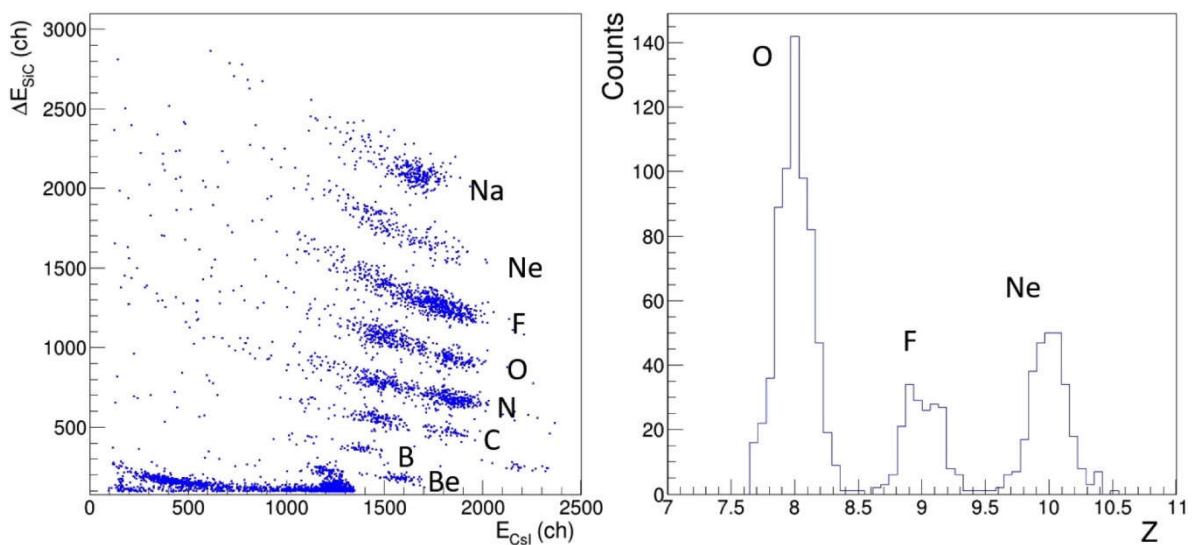 ΔE_SiC (ch)
3000
2500
2000
1500
1000
500
Na
Ne
F
O
N
C
B
Be
0 500 1000 1500 2000 2500
E_CsI (ch)
Counts
140
120
100
80
60
40
20
0
O
F
Ne
7 7.5 8 8.5 9 9.5 10 10.5 11
Z